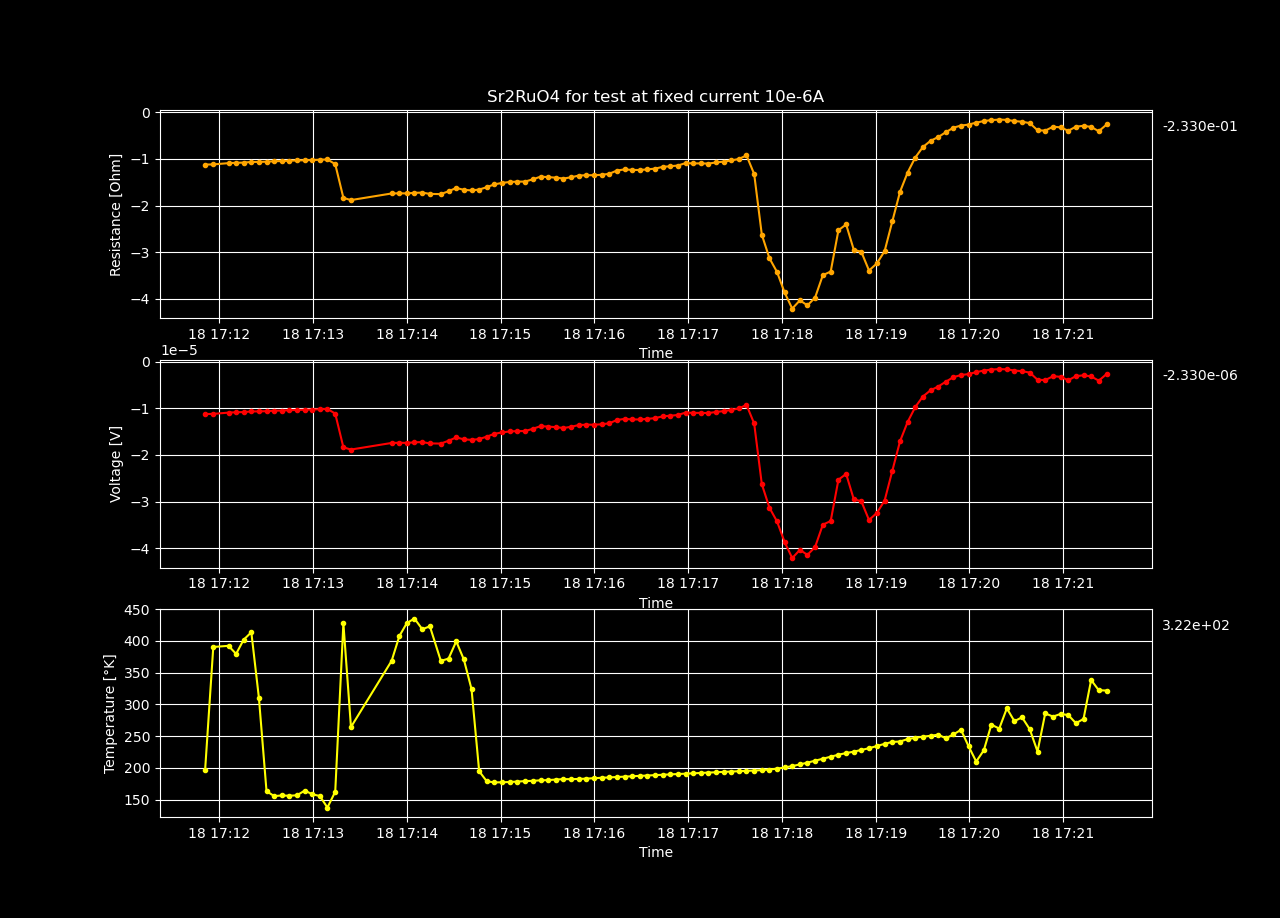 Sr2RuO4 for test at fixed current 10e-6A
0
−1
−2
−3
−4
Resistance [Ohm]
-2.330e-01
18 17:12 18 17:13 18 17:14 18 17:15 18 17:16 18 17:17 18 17:18 18 17:19 18 17:20 18 17:21
Time
1e−5
0
−1
−2
−3
−4
Voltage [V]
-2.330e-06
18 17:12 18 17:13 18 17:14 18 17:15 18 17:16 18 17:17 18 17:18 18 17:19 18 17:20 18 17:21
Time
450
400
350
300
250
200
150
Temperature [°K]
3.22e+02
18 17:12 18 17:13 18 17:14 18 17:15 18 17:16 18 17:17 18 17:18 18 17:19 18 17:20 18 17:21
Time